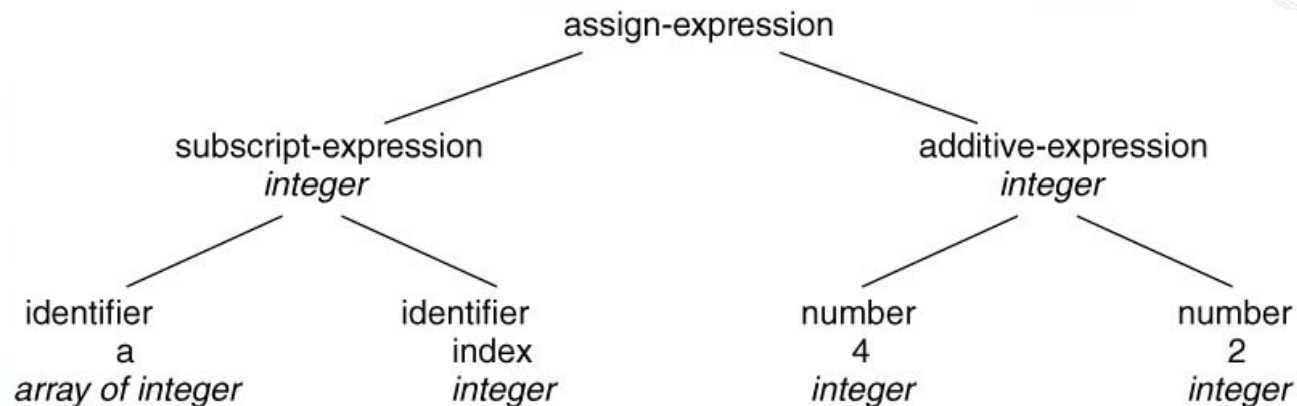 assign-expression
subscript-expression additive-expression
integer integer
identifier identifier number number
a index 4 2
array of integer integer integer integer